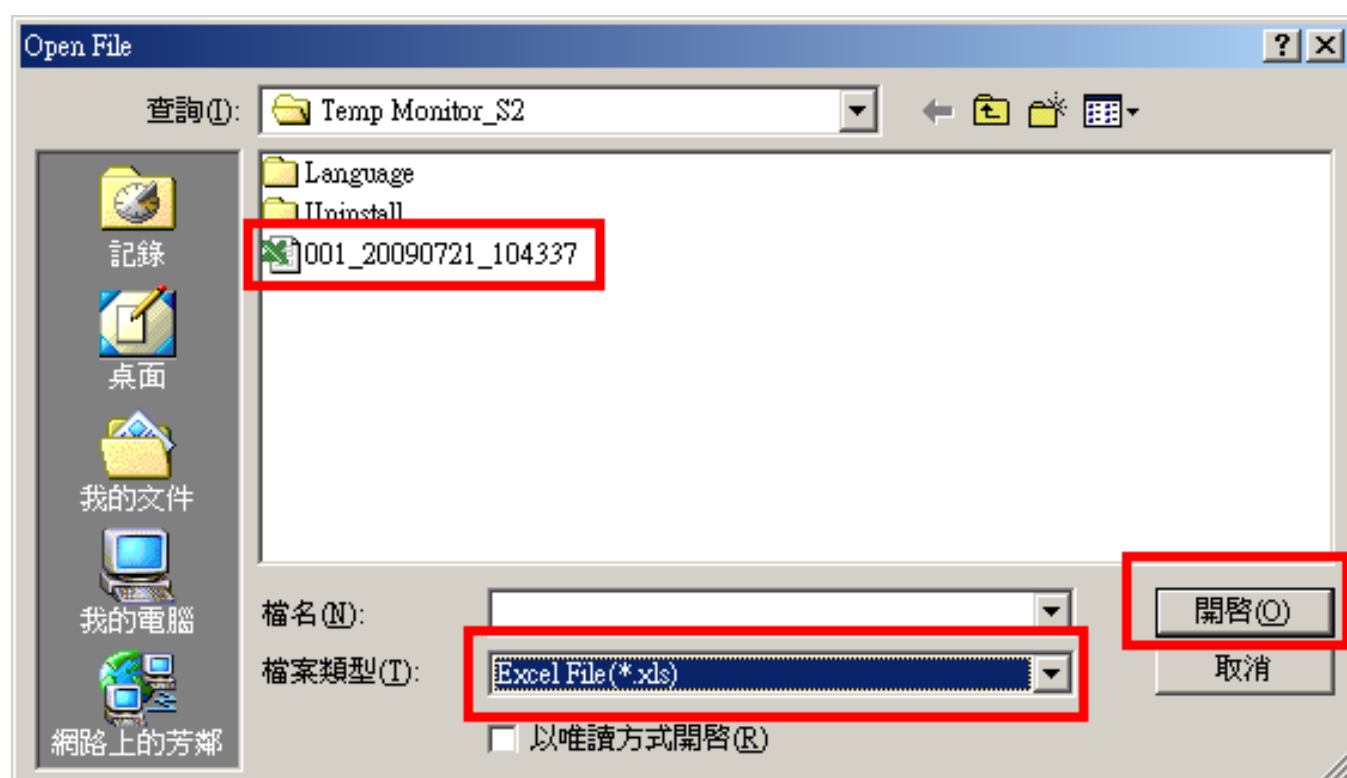 Open File
查詢(I):
Temp Monitor_S2
Language
Uninstall
001_20090721_104337
記錄
桌面
我的文件
我的電腦
網路上的芳鄰
檔名(N):
開啓(O)
檔案類型(T):
Excel File(*.xls)
取消
以唯讀方式開啓(R)